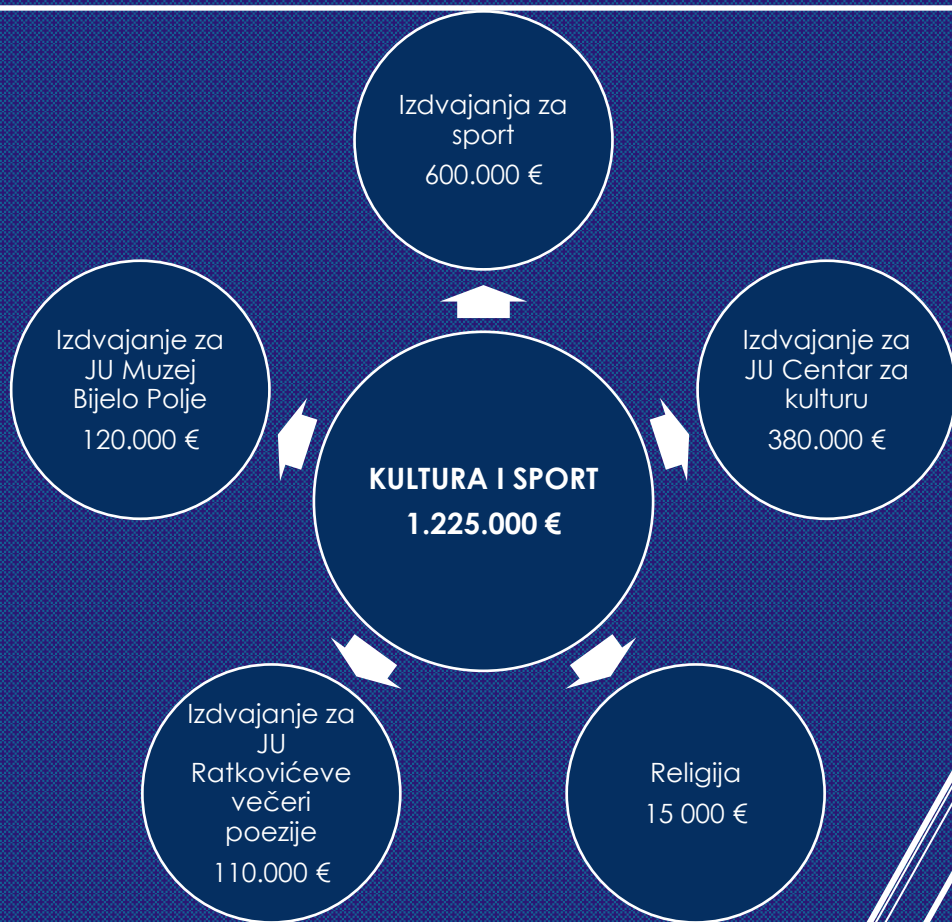 Izdvajanja za
sport
600.000 €
Izdvajanje za
JU Muzej
Bijelo Polje
120.000 €
Izdvajanje za
JU Centar za
kulturu
380.000 €
KULTURA I SPORT
1.225.000 €
Izdvajanje za
JU
Ratkovićeve
večeri
poezije
110.000 €
Religija
15 000 €